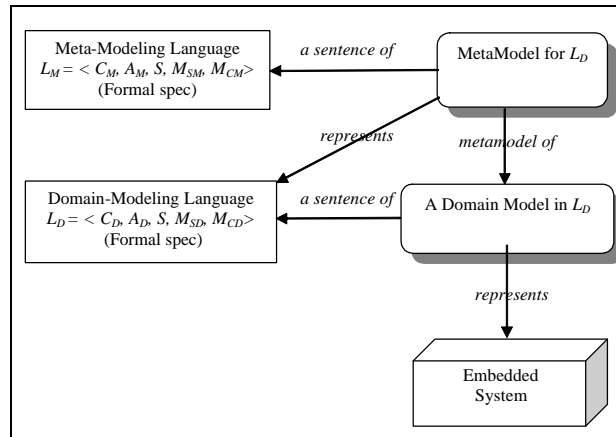 Meta-Modeling Language
L_M = < C_M, A_M, S, M_SM, M_CM>
(Formal spec)
a sentence of
MetaModel for L_D
represents
metamodel of
Domain-Modeling Language
L_D = < C_D, A_D, S, M_SD, M_CD>
(Formal spec)
a sentence of
A Domain Model in L_D
represents
Embedded
System